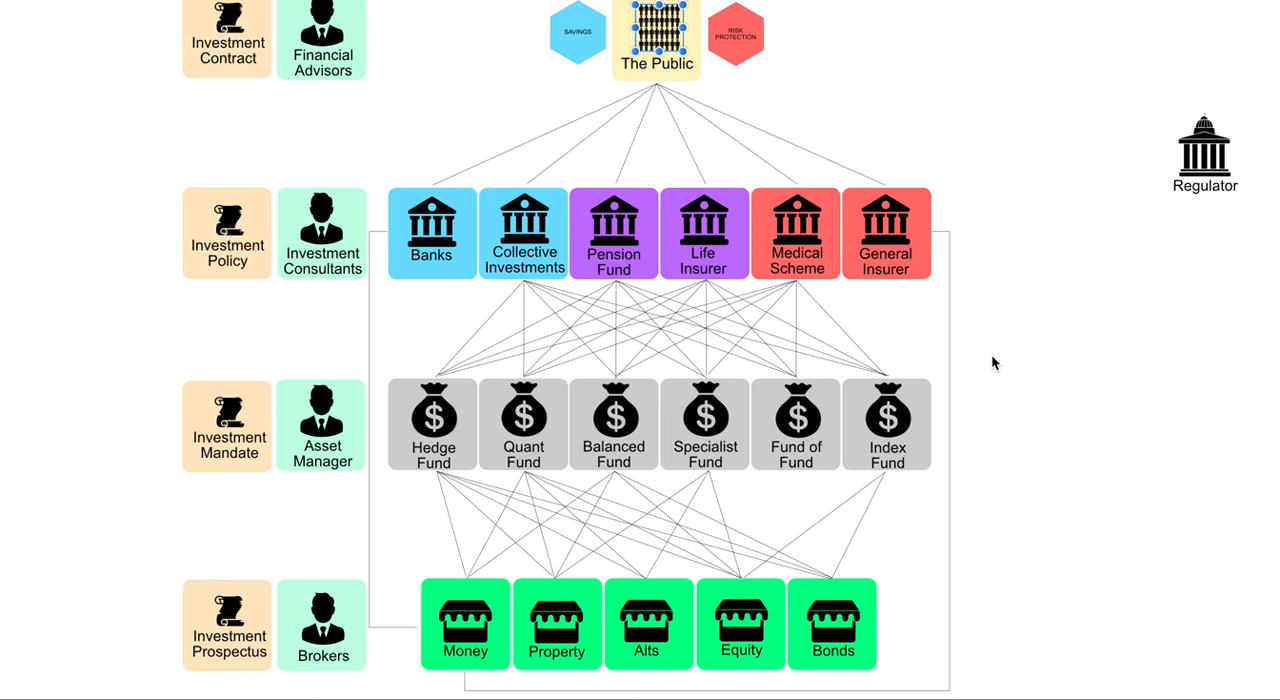 Investment
Contract
Financial
Advisors
SAVINGS
The Public
RISK
PROTECTION
Regulator
Investment
Policy
Investment
Consultants
Banks
Collective
Investments
Pension
Fund
Life
Insurer
Medical
Scheme
General
Insurer
Investment
Mandate
Asset
Manager
$
Hedge
Fund
$
Quant
Fund
$
Balanced
Fund
$
Specialist
Fund
$
Fund of
Fund
$
Index
Fund
Investment
Prospectus
Brokers
Money
Property
Alts
Equity
Bonds